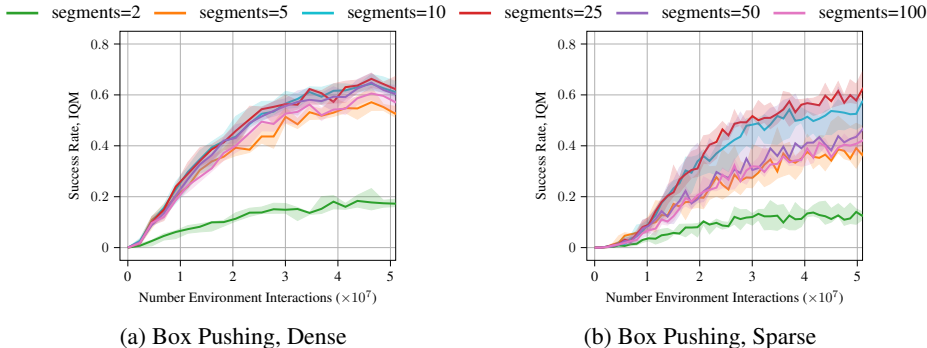 segments=2 segments=5 segments=10 segments=25 segments=50 segments=100
Success Rate, IQM
0.8
0.6
0.4
0.2
0
0 1 2 3 4 5
Number Environment Interactions (×10⁷)
(a) Box Pushing, Dense
Success Rate, IQM
0.8
0.6
0.4
0.2
0
0 1 2 3 4 5
Number Environment Interactions (×10⁷)
(b) Box Pushing, Sparse